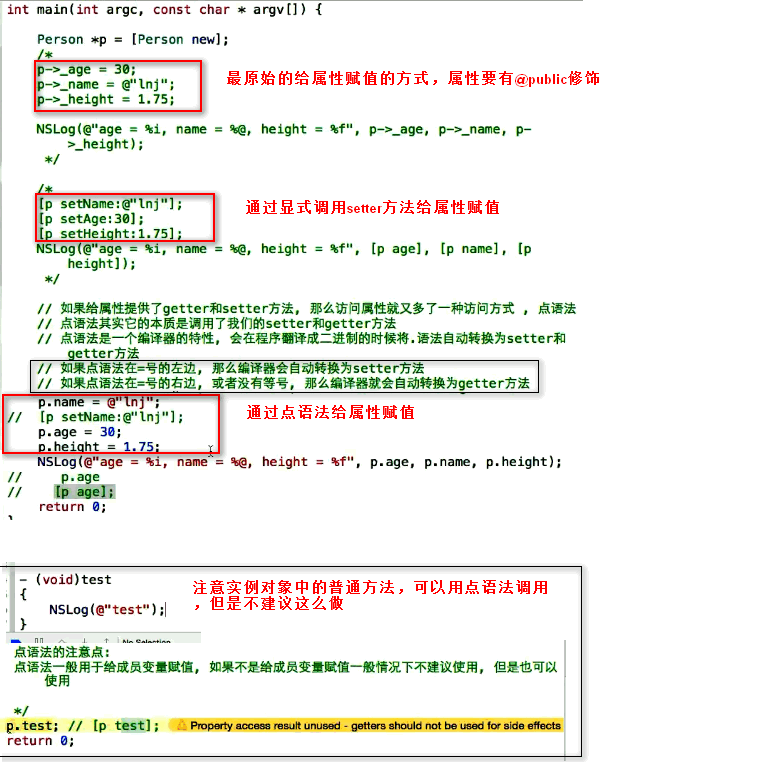 int main(int argc, const char * argv[]) {
Person *p = [Person new];
/*
p->_age = 30;
p->_name = @"lnj";
p->_height = 1.75;
最原始的给属性赋值的方式，属性要有@public修饰
NSLog(@"age = %i, name = %@, height = %f", p->_age, p->_name, p-
>_height);
*/
/*
[p setName:@"lnj"];
[p setAge:30];
[p setHeight:1.75];
通过显式调用setter方法给属性赋值
NSLog(@"age = %i, name = %@, height = %f", [p age], [p name], [p
height]);
*/
// 如果给属性提供了getter和setter方法, 那么访问属性就又多了一种访问方式 , 点语法
// 点语法其实它的本质是调用了我们的setter和getter方法
// 点语法是一个编译器的特性, 会在程序翻译成二进制的时候将.语法自动转换为setter和
getter方法
// 如果点语法在=号的左边, 那么编译器会自动转换为setter方法
// 如果点语法在=号的右边, 或者没有等号, 那么编译器就会自动转换为getter方法
p.name = @"lnj";
// [p setName:@"lnj"];
p.age = 30;
p.height = 1.75;
通过点语法给属性赋值
NSLog(@"age = %i, name = %@, height = %f", p.age, p.name, p.height);
// p.age
// [p age];
return 0;
- (void)test
{
NSLog(@"test");
}
注意实例对象中的普通方法，可以用点语法调用
，但是不建议这么做
No Selection
点语法的注意点:
点语法一般用于给成员变量赋值, 如果不是给成员变量赋值一般情况下不建议使用, 但是也可以
使用
*/
p.test; // [p test]; Property access result unused - getters should not be used for side effects
return 0;